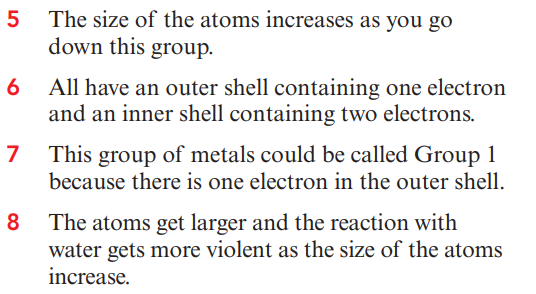 5 The size of the atoms increases as you go
down this group.
6 All have an outer shell containing one electron
and an inner shell containing two electrons.
7 This group of metals could be called Group 1
because there is one electron in the outer shell.
8 The atoms get larger and the reaction with
water gets more violent as the size of the atoms
increase.